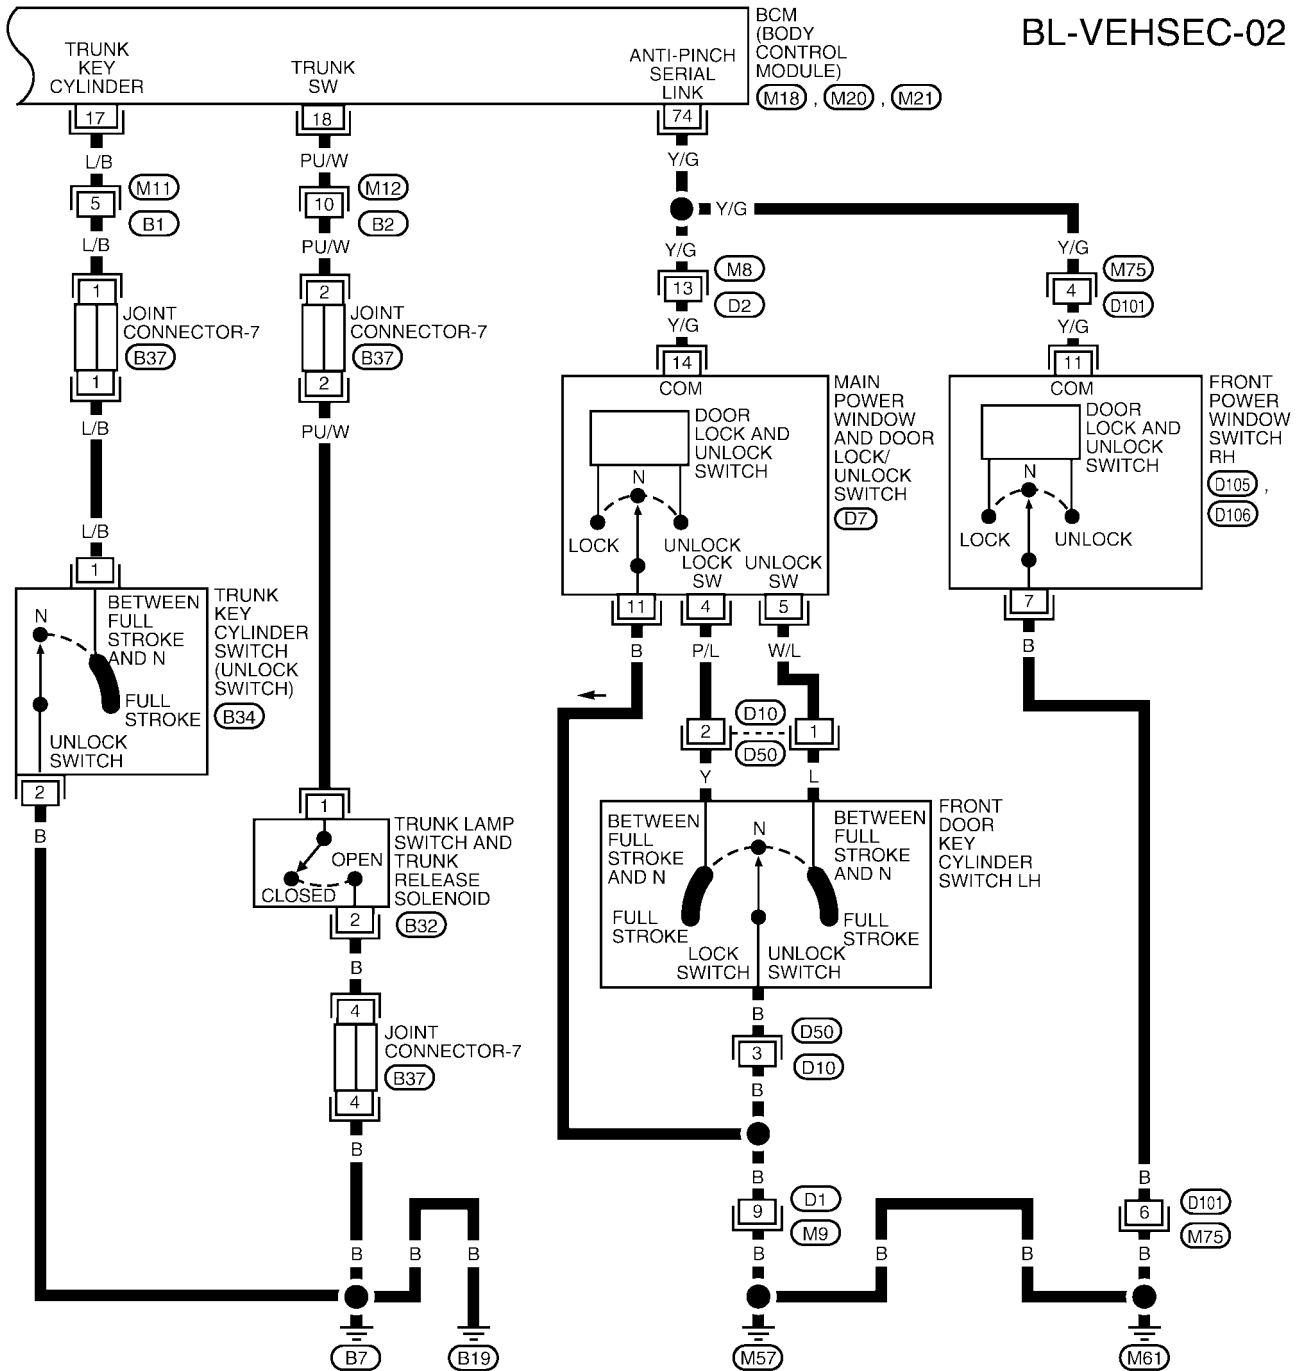 BL-VEHSEC-02
BCM
(BODY
CONTROL
MODULE)
M18 , M20 , M21
TRUNK
KEY
CYLINDER
TRUNK
SW
ANTI-PINCH
SERIAL
LINK
17
18
74
L/B
PU/W
Y/G
5
M11
B1
10
M12
B2
Y/G
L/B
PU/W
Y/G
Y/G
13
M8
D2
4
M75
D101
1
JOINT
CONNECTOR-7
B37
1
2
JOINT
CONNECTOR-7
B37
2
Y/G
Y/G
14
11
L/B
PU/W
COM
DOOR
LOCK AND
UNLOCK
SWITCH
N
LOCK
UNLOCK
LOCK
SW
UNLOCK
SW
MAIN
POWER
WINDOW
AND DOOR
LOCK/
UNLOCK
SWITCH
D7
COM
DOOR
LOCK AND
UNLOCK
SWITCH
N
LOCK
UNLOCK
FRONT
POWER
WINDOW
SWITCH
RH
D105 ,
D106
L/B
1
N
BETWEEN
FULL
STROKE
AND N
FULL
STROKE
UNLOCK
SWITCH
TRUNK
KEY
CYLINDER
SWITCH
(UNLOCK
SWITCH)
B34
2
B
11
4
5
7
B
P/L
W/L
B
2
D10
D50
1
Y
L
1
TRUNK LAMP
SWITCH AND
TRUNK
RELEASE
SOLENOID
B32
OPEN
CLOSED
2
B
BETWEEN
FULL
STROKE
AND N
N
BETWEEN
FULL
STROKE
AND N
FULL
STROKE
FULL
STROKE
LOCK
SWITCH
UNLOCK
SWITCH
FRONT
DOOR
KEY
CYLINDER
SWITCH LH
4
JOINT
CONNECTOR-7
B37
4
B
B
3
D50
D10
B
B
B
9
D1
M9
6
D101
M75
B
B
B
B
B
B
B
B7
B19
M57
M61